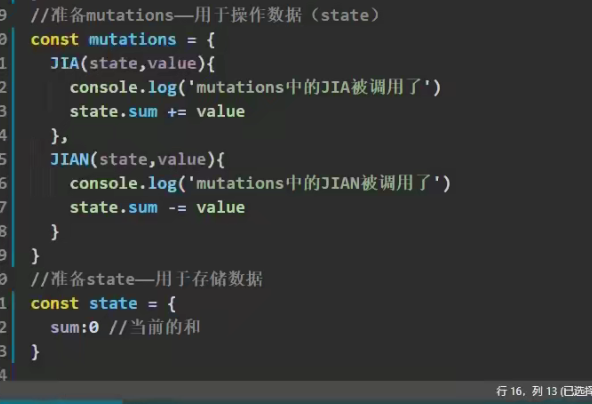 9 //准备mutations——用于操作数据（state）
0 const mutations = {
1 JIA(state,value){
2 console.log('mutations中的JIA被调用了')
3 state.sum += value
4 },
5 JIAN(state,value){
6 console.log('mutations中的JIAN被调用了')
7 state.sum -= value
8 }
9 }
0 //准备state——用于存储数据
1 const state = {
2 sum:0 //当前的和
3 }
4
行 16，列 13 (已选择